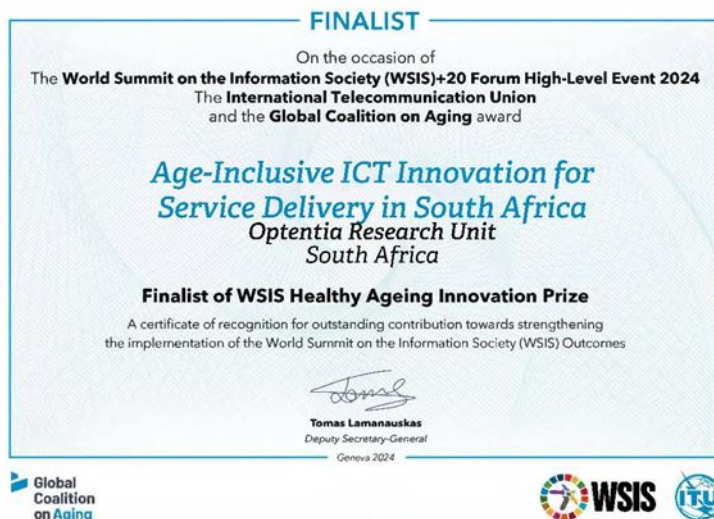 FINALIST
On the occasion of
The World Summit on the Information Society (WSIS)+20 Forum High-Level Event 2024
The International Telecommunication Union
and the Global Coalition on Aging award
Age-Inclusive ICT Innovation for
Service Delivery in South Africa
Optentia Research Unit
South Africa
Finalist of WSIS Healthy Ageing Innovation Prize
A certificate of recognition for outstanding contribution towards strengthening
the implementation of the World Summit on the Information Society (WSIS) Outcomes
Tomas Lamanauskas
Deputy Secretary-General
Geneva 2024
Global
Coalition
on Aging
WSIS
ITU